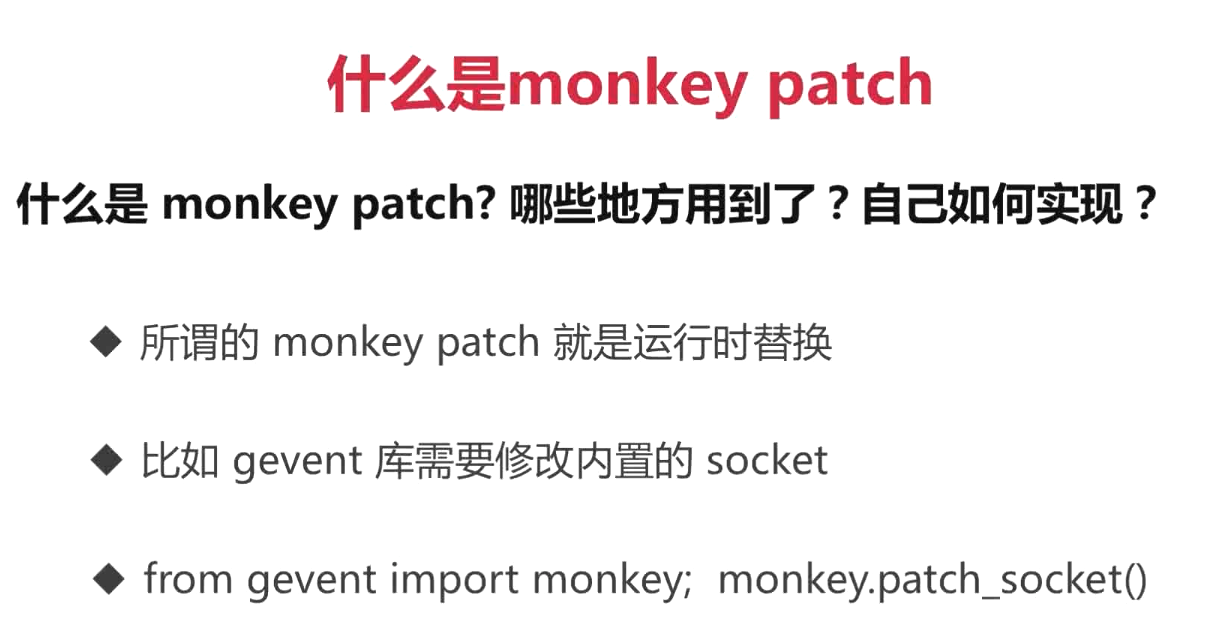 什么是monkey patch
什么是 monkey patch? 哪些地方用到了？自己如何实现？
◆ 所谓的 monkey patch 就是运行时替换
◆ 比如 gevent 库需要修改内置的 socket
◆ from gevent import monkey; monkey.patch_socket()